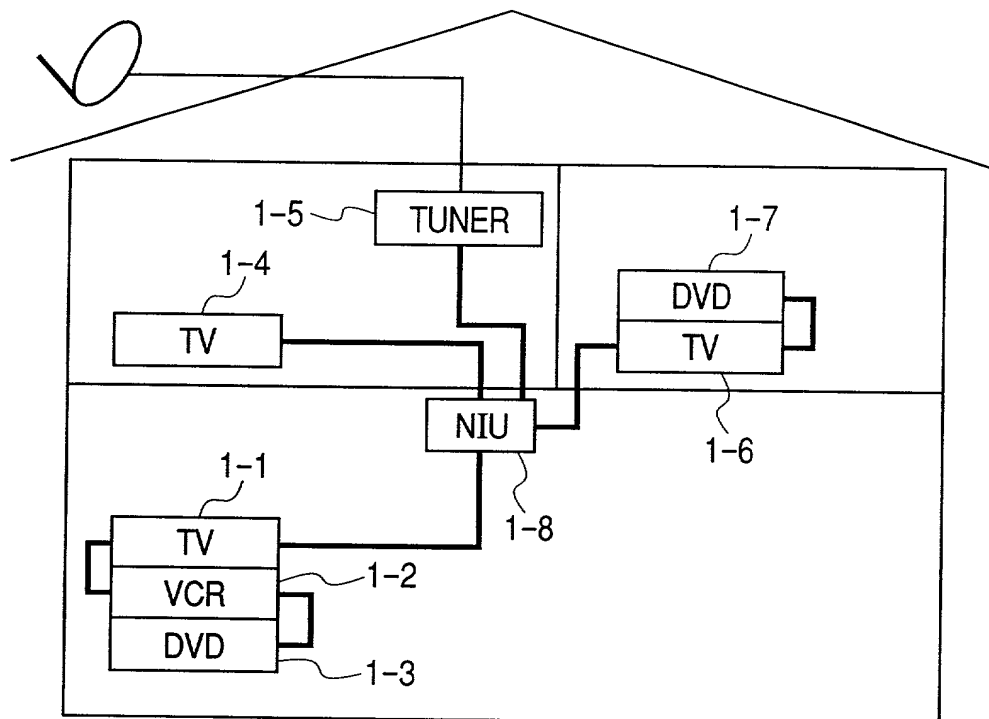 1-5
TUNER
1-7
DVD
TV
1-6
1-4
TV
NIU
1-8
1-1
TV
VCR
1-2
DVD
1-3